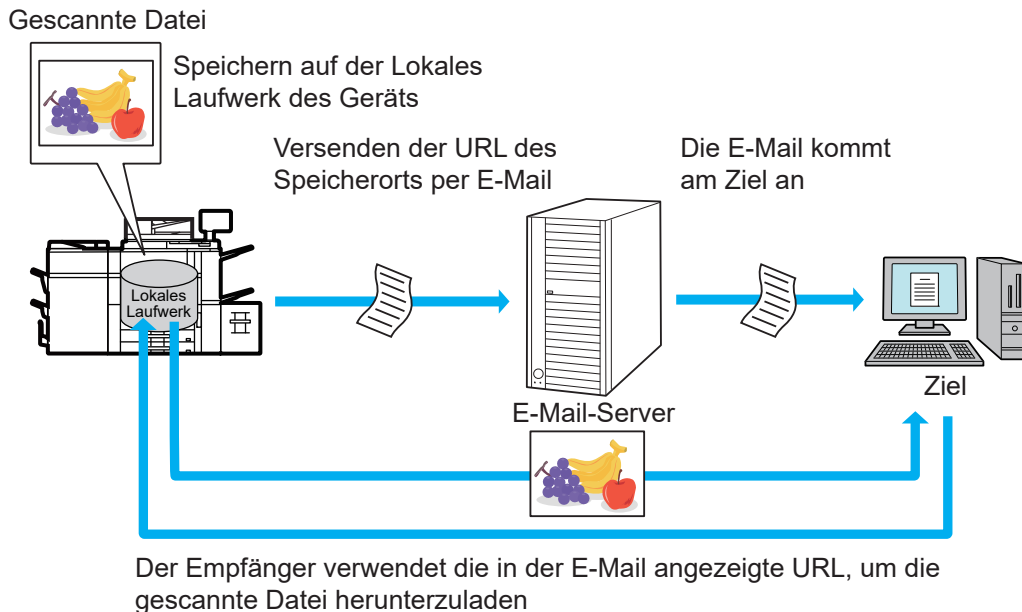 Gescannte Datei
Speichern auf der Lokales
Laufwerk des Geräts
Versenden der URL des
Speicherorts per E-Mail
Die E-Mail kommt
am Ziel an
Lokales
Laufwerk
Ziel
E-Mail-Server
Der Empfänger verwendet die in der E-Mail angezeigte URL, um die
gescannte Datei herunterzuladen